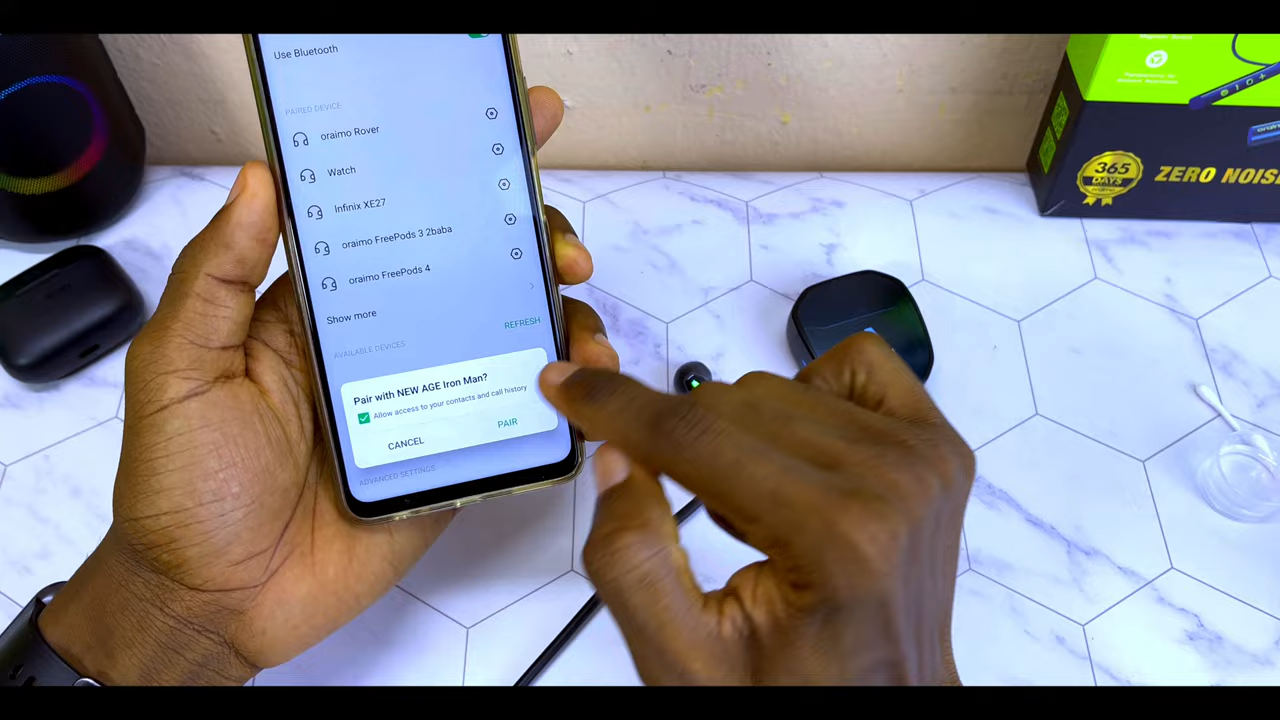 Use Bluetooth
PAIRED DEVICE:
oraimo Rover
Watch
Infinix XE27
oraimo FreePods 3 2baba
oraimo FreePods 4
Show more
REFRESH
AVAILABLE DEVICES
Pair with NEW AGE Iron Man?
Allow access to your contacts and call history
CANCEL
PAIR
ADVANCED SETTINGS
365
DAYS
ZERO NOIS